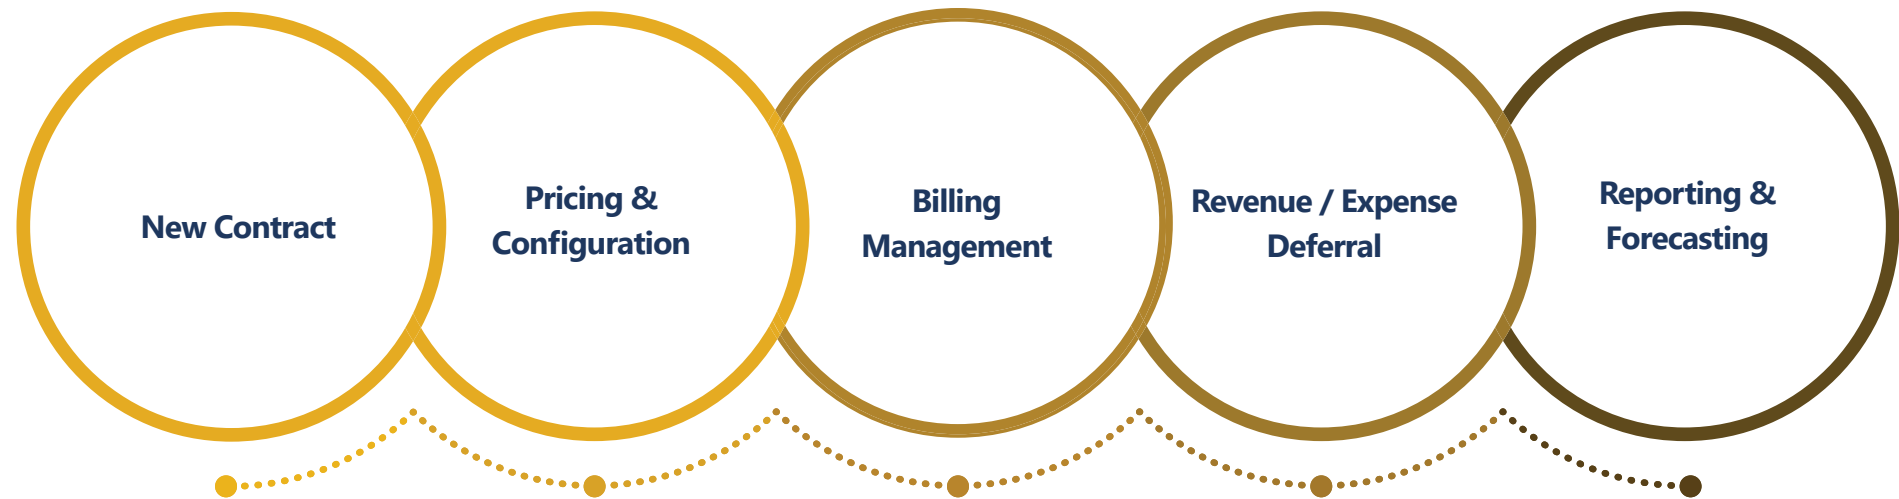 New Contract
Pricing &
Configuration
Billing
Management
Revenue / Expense
Deferral
Reporting &
Forecasting